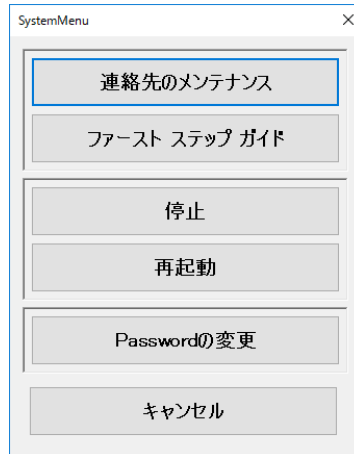 SystemMenu
連絡先のメンテナンス
ファースト ステップ ガイド
停止
再起動
Passwordの変更
キャンセル